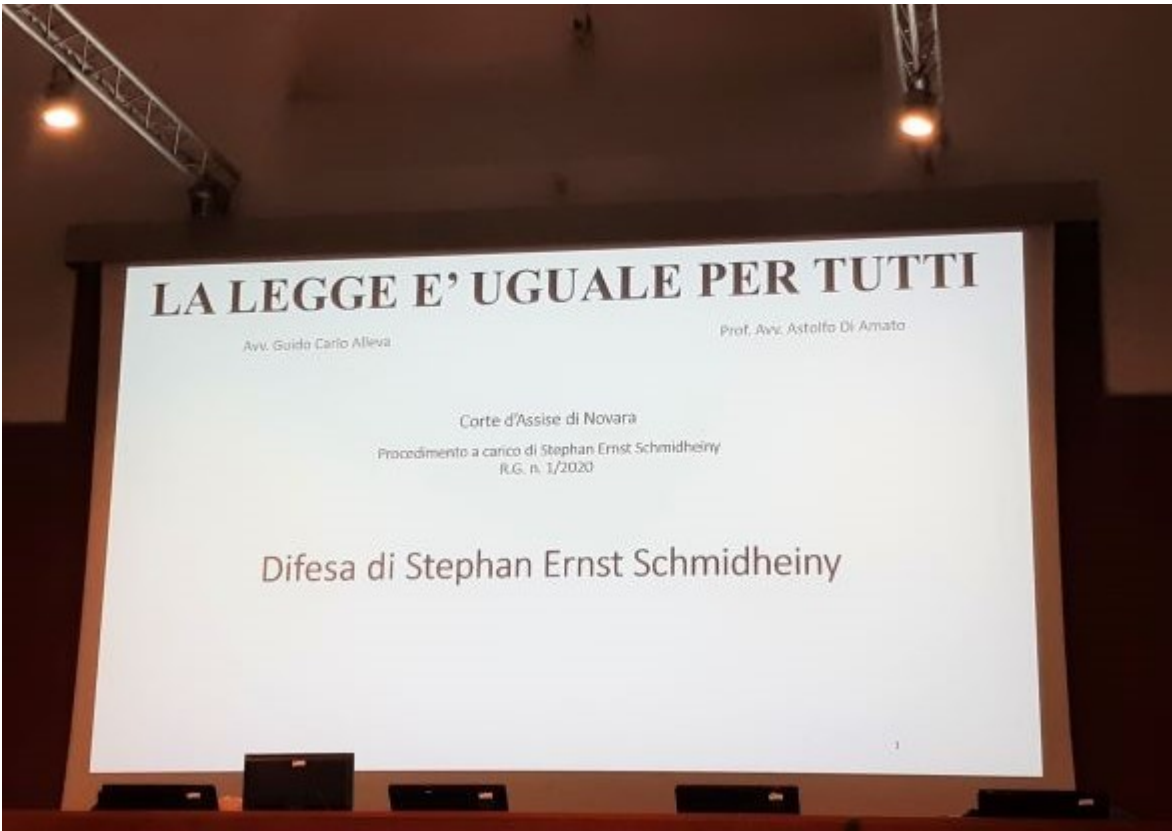 LA LEGGE E' UGUALE PER TUTTI
Avv. Guido Carlo Alleva
Prof. Avv. Astolfo Di Amato
Corte d'Assise di Novara
Procedimento a carico di Stephan Ernst Schmidheiny
R.G. n. 1/2020
Difesa di Stephan Ernst Schmidheiny
1